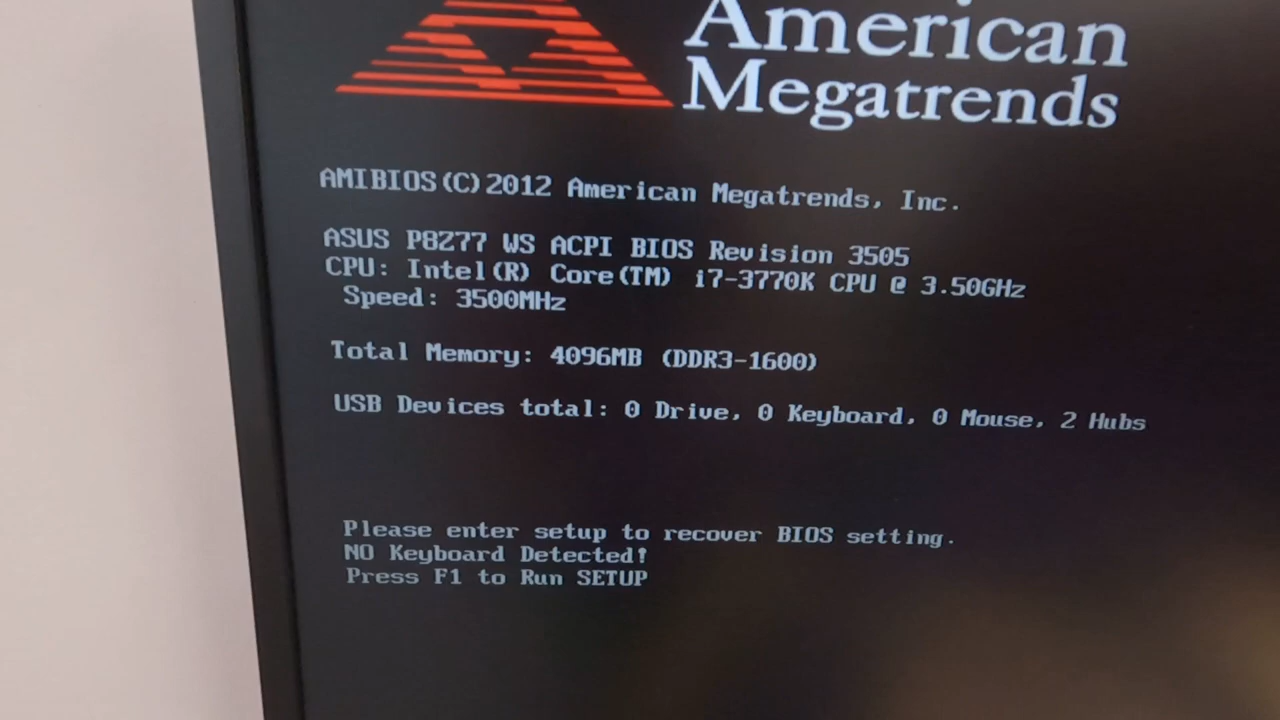 American
Megatrends
AMIBIOS(C)2012 American Megatrends, Inc.
ASUS P8Z77 WS ACPI BIOS Revision 3505
CPU: Intel(R) Core(TM) i7-3770K CPU @ 3.50GHz
Speed: 3500MHz
Total Memory: 4096MB (DDR3-1600)
USB Devices total: 0 Drive, 0 Keyboard, 0 Mouse, 2 Hubs
Please enter setup to recover BIOS setting.
NO Keyboard Detected!
Press F1 to Run SETUP